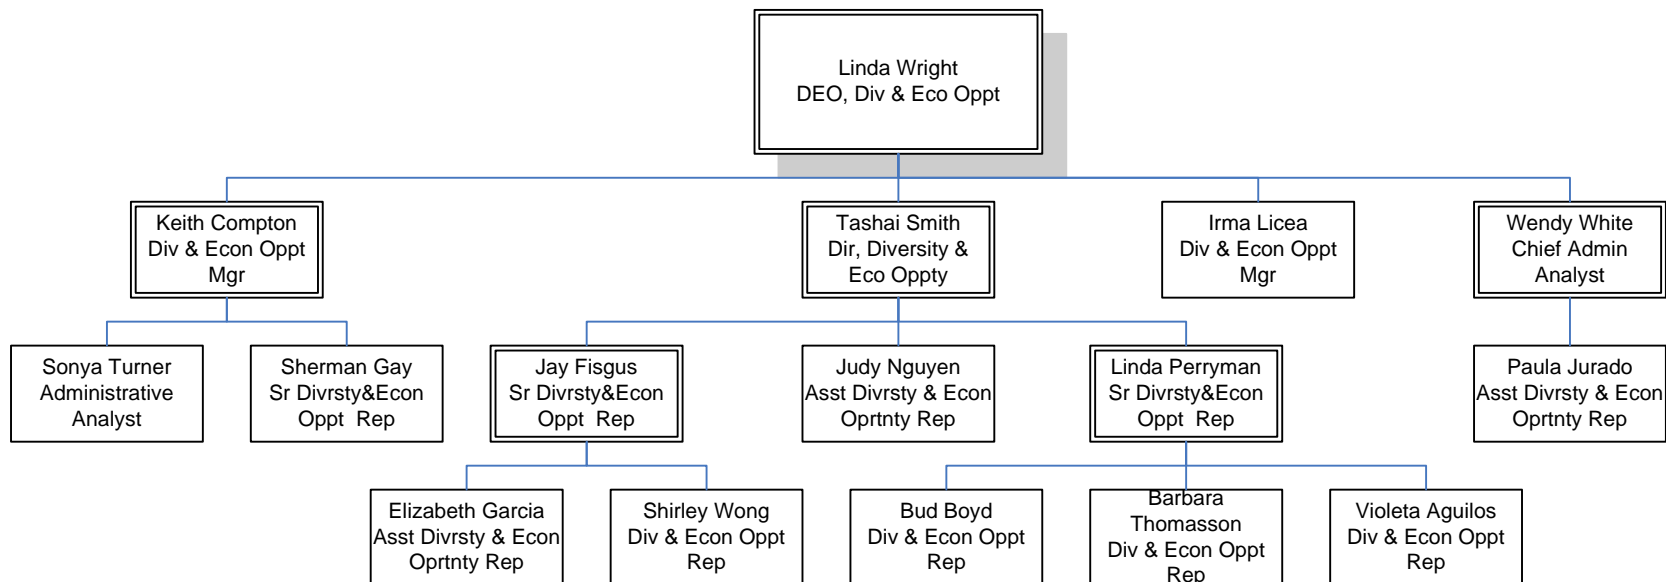 Linda Wright
DEO, Div & Eco Oppt
Keith Compton
Div & Econ Oppt
Mgr
Tashai Smith
Dir, Diversity &
Eco Oppty
Irma Licea
Div & Econ Oppt
Mgr
Wendy White
Chief Admin
Analyst
Sonya Turner
Administrative
Analyst
Sherman Gay
Sr Divrsty&Econ
Oppt Rep
Jay Fisgus
Sr Divrsty&Econ
Oppt Rep
Judy Nguyen
Asst Divrsty & Econ
Oprtnty Rep
Linda Perryman
Sr Divrsty&Econ
Oppt Rep
Paula Jurado
Asst Divrsty & Econ
Oprtnty Rep
Elizabeth Garcia
Asst Divrsty & Econ
Oprtnty Rep
Shirley Wong
Div & Econ Oppt
Rep
Bud Boyd
Div & Econ Oppt
Rep
Barbara
Thomasson
Div & Econ Oppt
Rep
Violeta Aguilos
Div & Econ Oppt
Rep